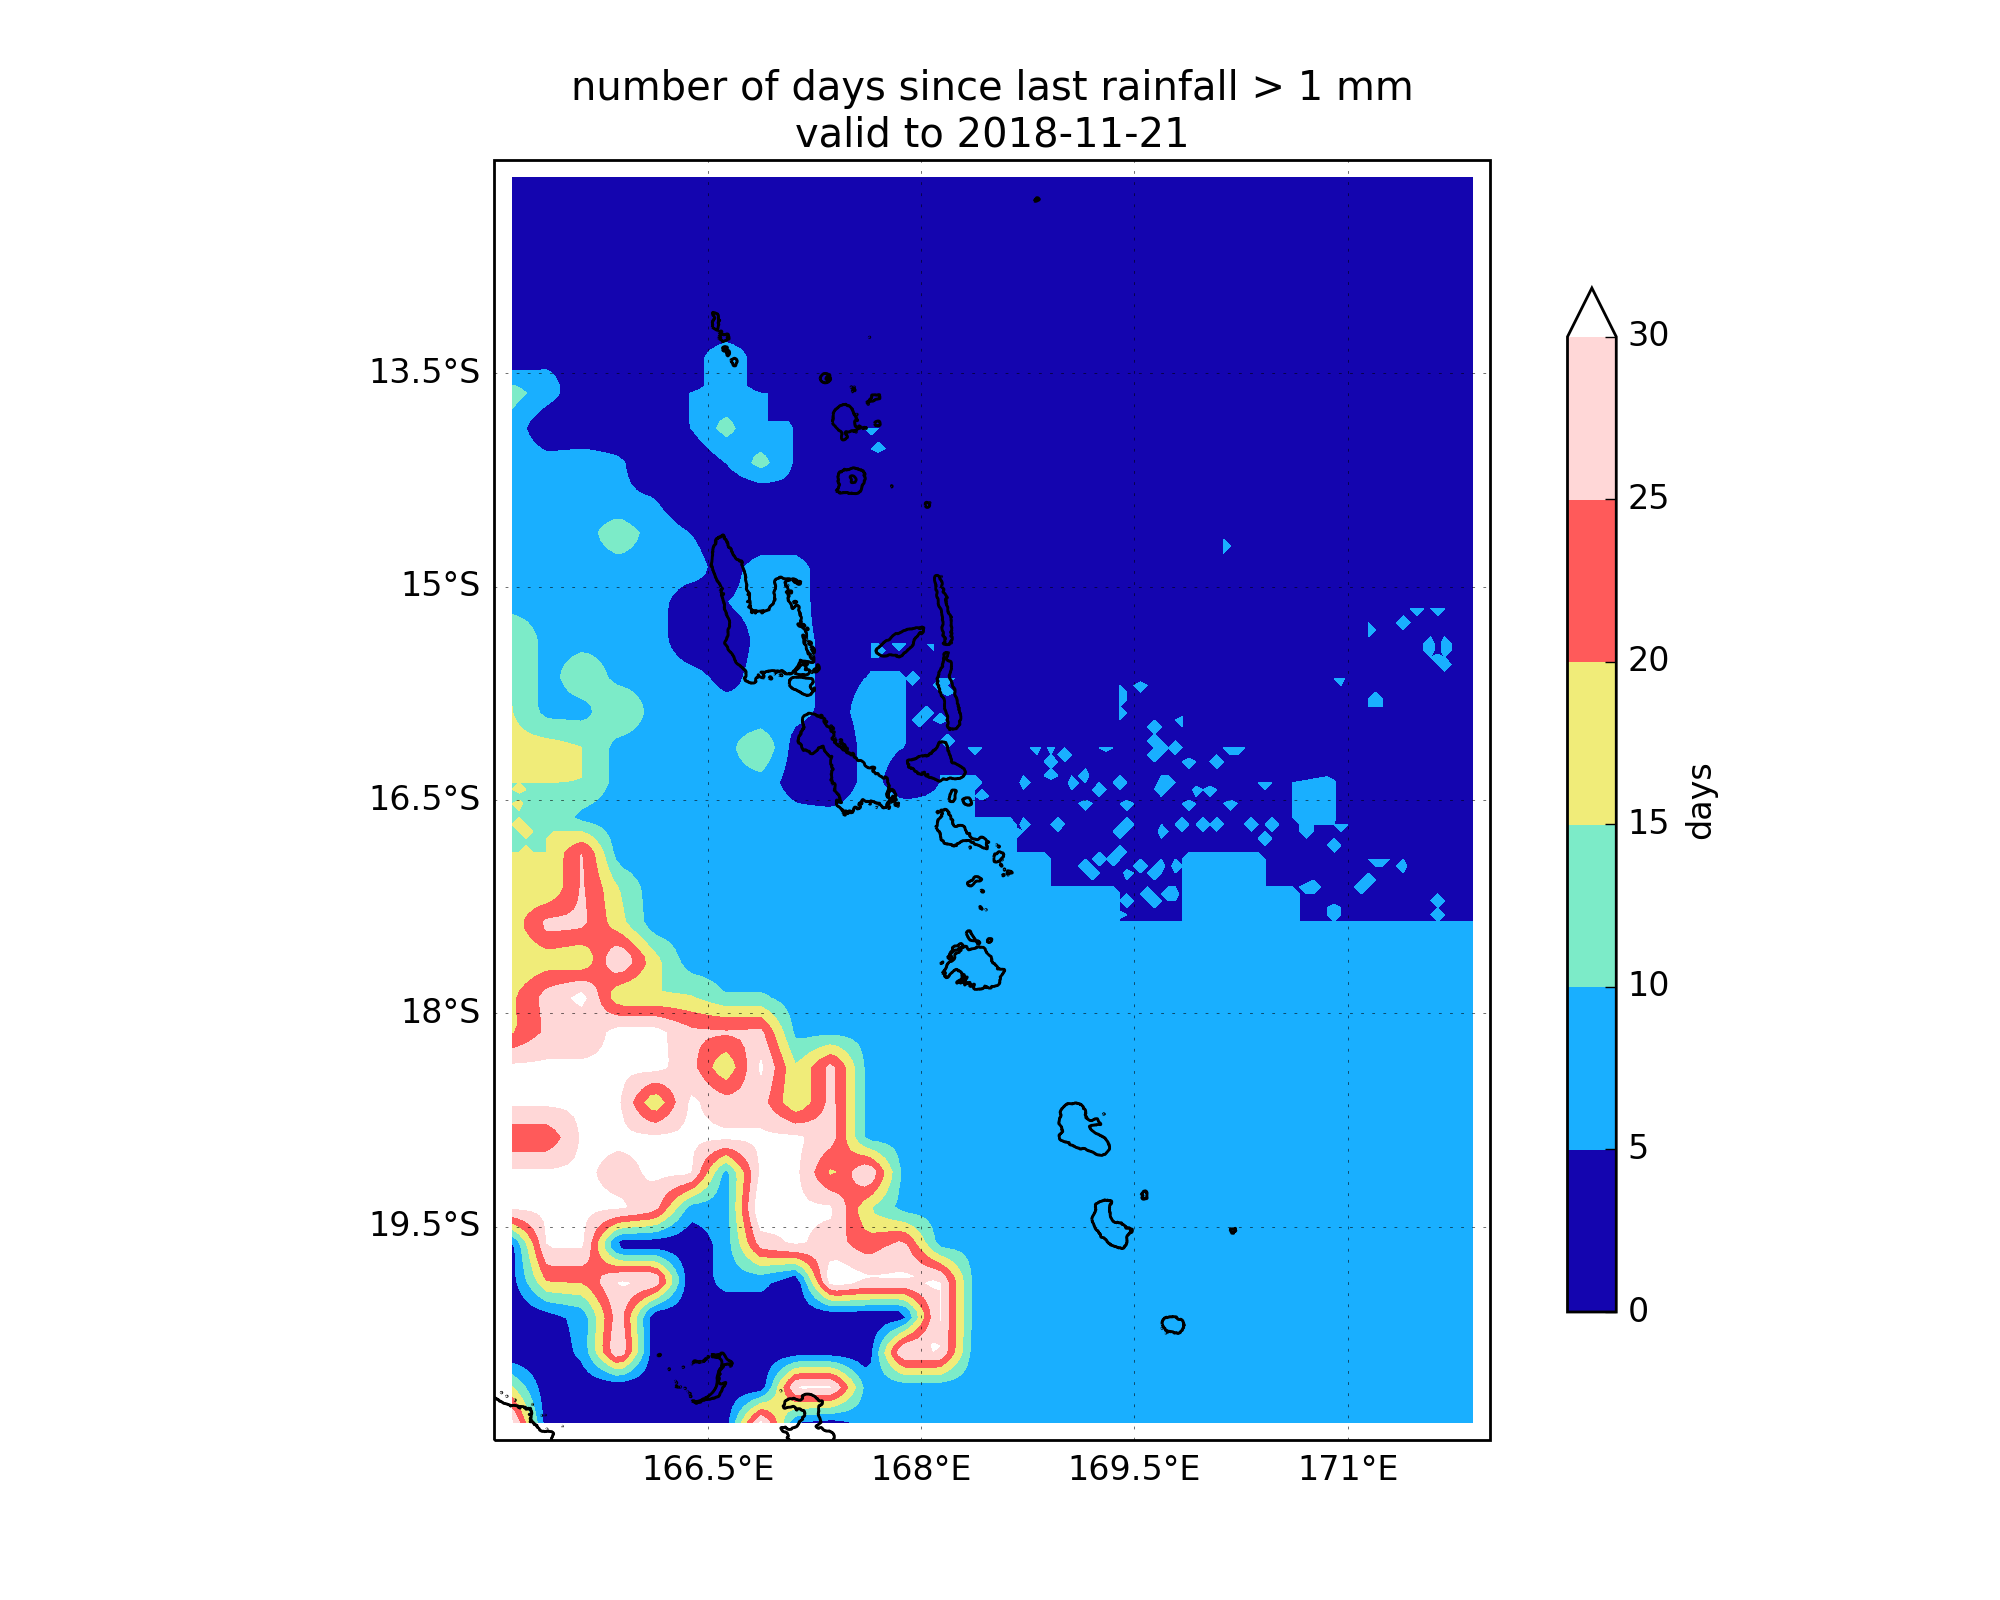 number of days since last rainfall > 1 mm
valid to 2018-11-21
13.5°S
15°S
16.5°S
18°S
19.5°S
166.5°E
168°E
169.5°E
171°E
30
25
20
15
10
5
0
days